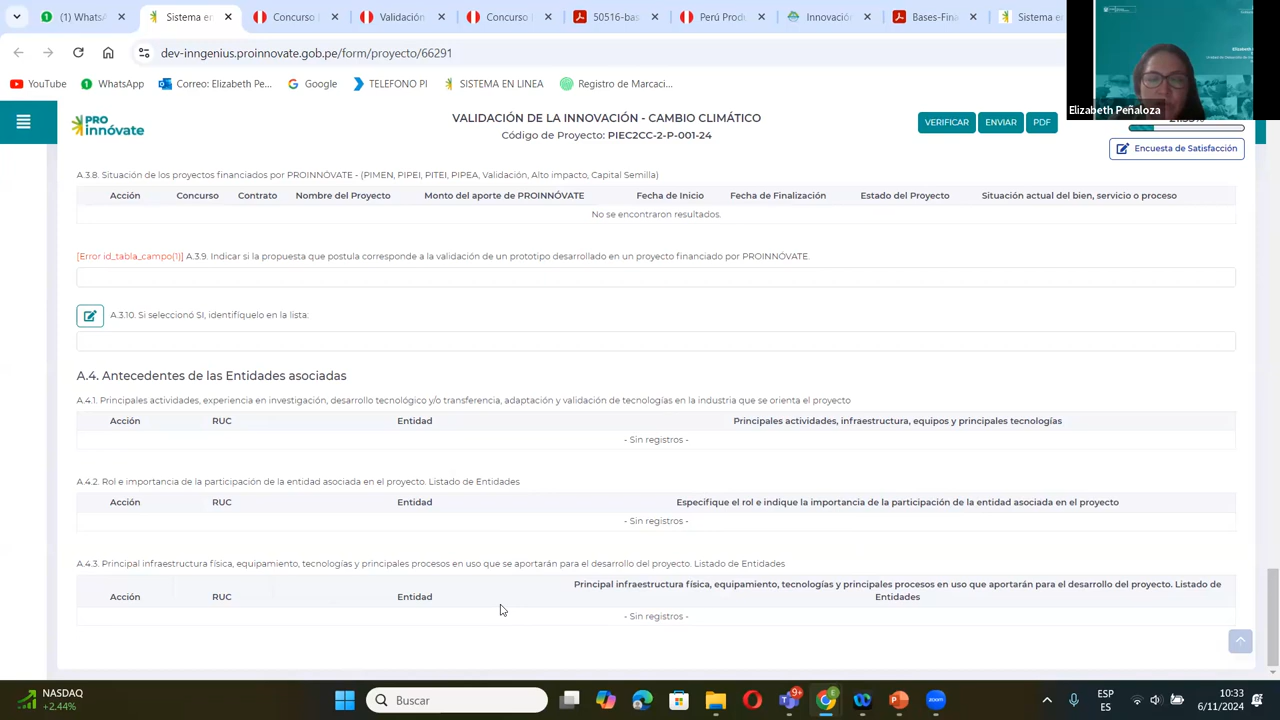 (1) WhatsA
Sistema en
Concurso
Validación
Concurso
50516-bas
Perú Prod
Innovació
Bases-Fina
Sistema en
dev-inngenius.proinnovate.gob.pe/form/proyecto/66291
YouTube
WhatsApp
Correo: Elizabeth Pe...
Google
TELEFONO PI
SISTEMA EN LINEA
Registro de Marcaci...
Elizabeth Peñaloza
PRO
innóvate
VALIDACIÓN DE LA INNOVACIÓN - CAMBIO CLIMÁTICO
Código de Proyecto: PIEC2CC-2-P-001-24
VERIFICAR
ENVIAR
PDF
Encuesta de Satisfacción
A.3.8. Situación de los proyectos financiados por PROINNÓVATE - (PIMEN, PIPEI, PITEI, PIPEA, Validación, Alto impacto, Capital Semilla)
Acción Concurso Contrato Nombre del Proyecto Monto del aporte de PROINNÓVATE Fecha de Inicio Fecha de Finalización Estado del Proyecto Situación actual del bien, servicio o proceso
No se encontraron resultados.
[Error id_tabla_campo(1)] A.3.9. Indicar si la propuesta que postula corresponde a la validación de un prototipo desarrollado en un proyecto financiado por PROINNÓVATE.
A.3.10. Si seleccionó SI, identifíquelo en la lista:
A.4. Antecedentes de las Entidades asociadas
A.4.1. Principales actividades, experiencia en investigación, desarrollo tecnológico y/o transferencia, adaptación y validación de tecnologías en la industria que se orienta el proyecto
Acción RUC Entidad Principales actividades, infraestructura, equipos y principales tecnologías
- Sin registros -
A.4.2. Rol e importancia de la participación de la entidad asociada en el proyecto. Listado de Entidades
Acción RUC Entidad Especifique el rol e indique la importancia de la participación de la entidad asociada en el proyecto
- Sin registros -
A.4.3. Principal infraestructura física, equipamiento, tecnologías y principales procesos en uso que se aportarán para el desarrollo del proyecto. Listado de Entidades
Acción RUC Entidad Principal infraestructura física, equipamiento, tecnologías y principales procesos en uso que aportarán para el desarrollo del proyecto. Listado de
Entidades
- Sin registros -
NASDAQ
+2,44%
Buscar
9+
ESP
ES
10:33
6/11/2024